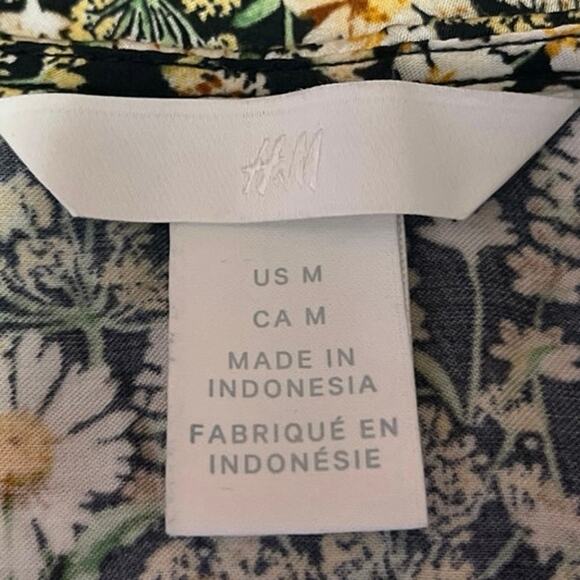 H&M
US M
CA M
MADE IN
INDONESIA
FABRIQUÉ EN
INDONÉSIE